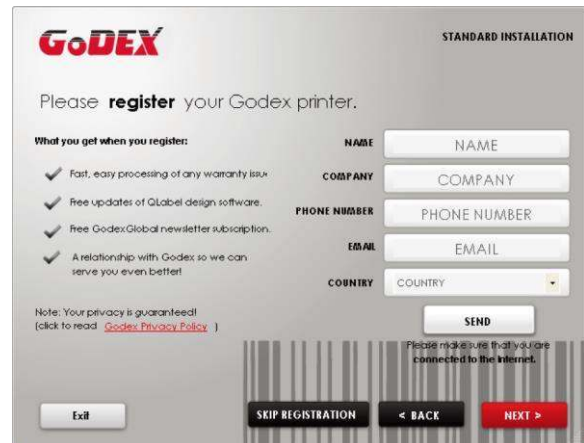 GoDEX
STANDARD INSTALLATION
Please register your Godex printer.
What you get when you register:
Fast, easy processing of any warranty issu
Free updates of QLabel design software.
Free GodexGlobal newsletter subscription.
A relationship with Godex so we can
serve you even better!
Note: Your privacy is guaranteed!
(click to read Godex Privacy Policy )
NAME NAME
COMPANY COMPANY
PHONE NUMBER PHONE NUMBER
EMAIL EMAIL
COUNTRY COUNTRY
SEND
Please make sure that you are
connected to the Internet.
Exit
SKIP REGISTRATION
< BACK
NEXT >